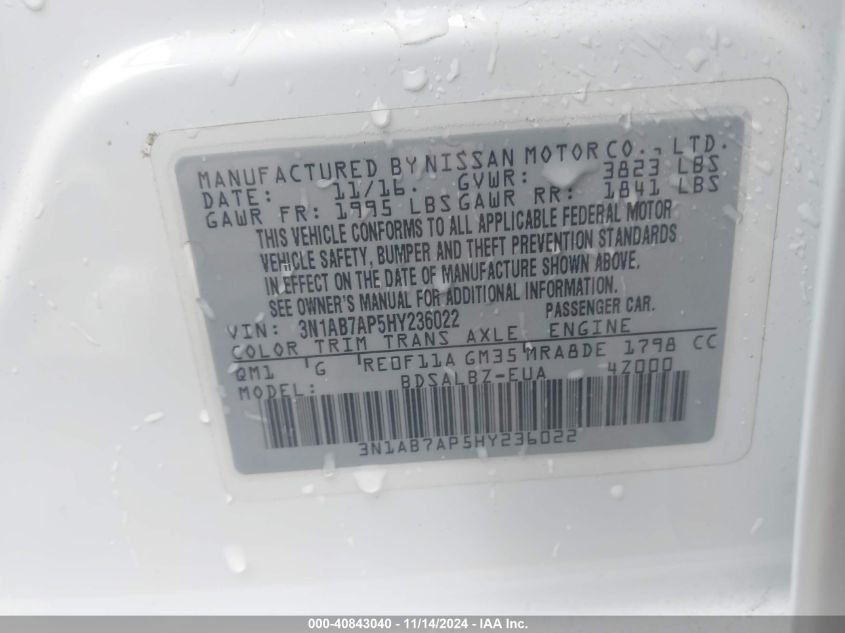 MANUFACTURED BY NISSAN MOTOR CO., LTD.
DATE: 11/16. GVWR: 3823 LBS
GAWR FR: 1995 LBS GAWR RR: 1841 LBS
THIS VEHICLE CONFORMS TO ALL APPLICABLE FEDERAL MOTOR
VEHICLE SAFETY, BUMPER AND THEFT PREVENTION STANDARDS
IN EFFECT ON THE DATE OF MANUFACTURE SHOWN ABOVE.
SEE OWNER'S MANUAL FOR ADDITIONAL INFORMATION.
VIN: 3N1AB7AP5HY236022 PASSENGER CAR.
COLOR TRIM TRANS AXLE ENGINE
QM1 G RE0F11A GM35 MRA8DE 1798 CC
MODEL: BDSALBZ-EUA 4Z000
3N1AB7AP5HY236022
000-40843040 - 11/14/2024 - IAA Inc.